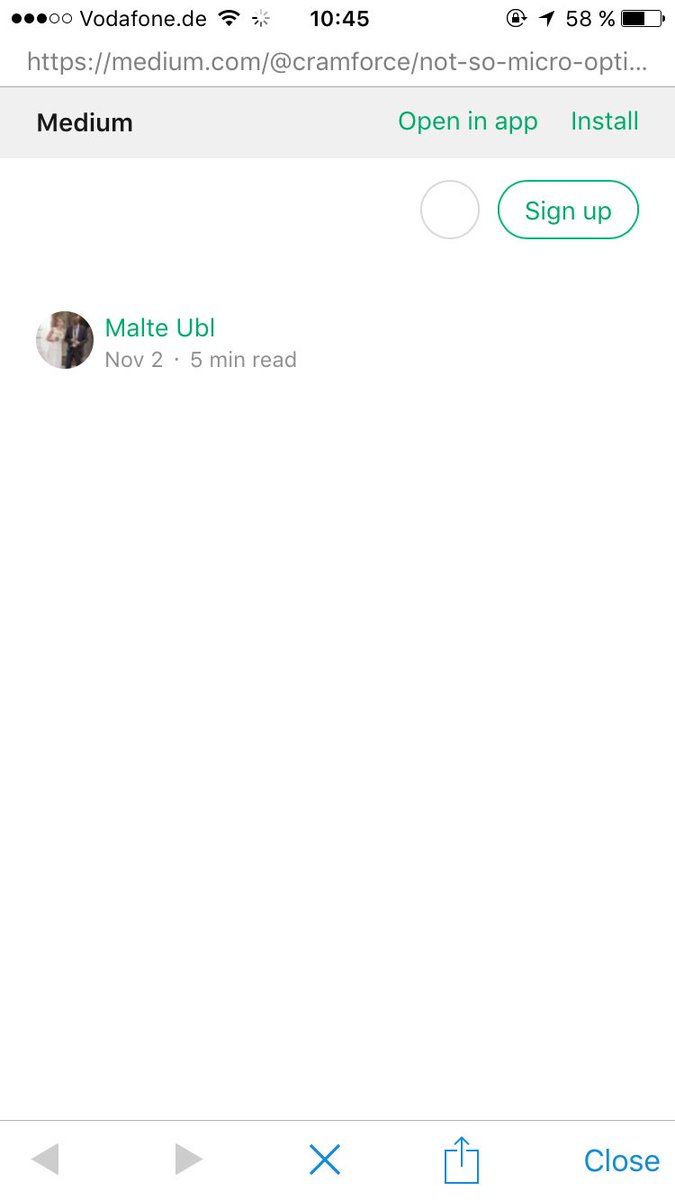 Vodafone.de 10:45 58 %
https://medium.com/@cramforce/not-so-micro-opti...
Medium Open in app Install
Sign up
Malte Ubl
Nov 2 · 5 min read
Close